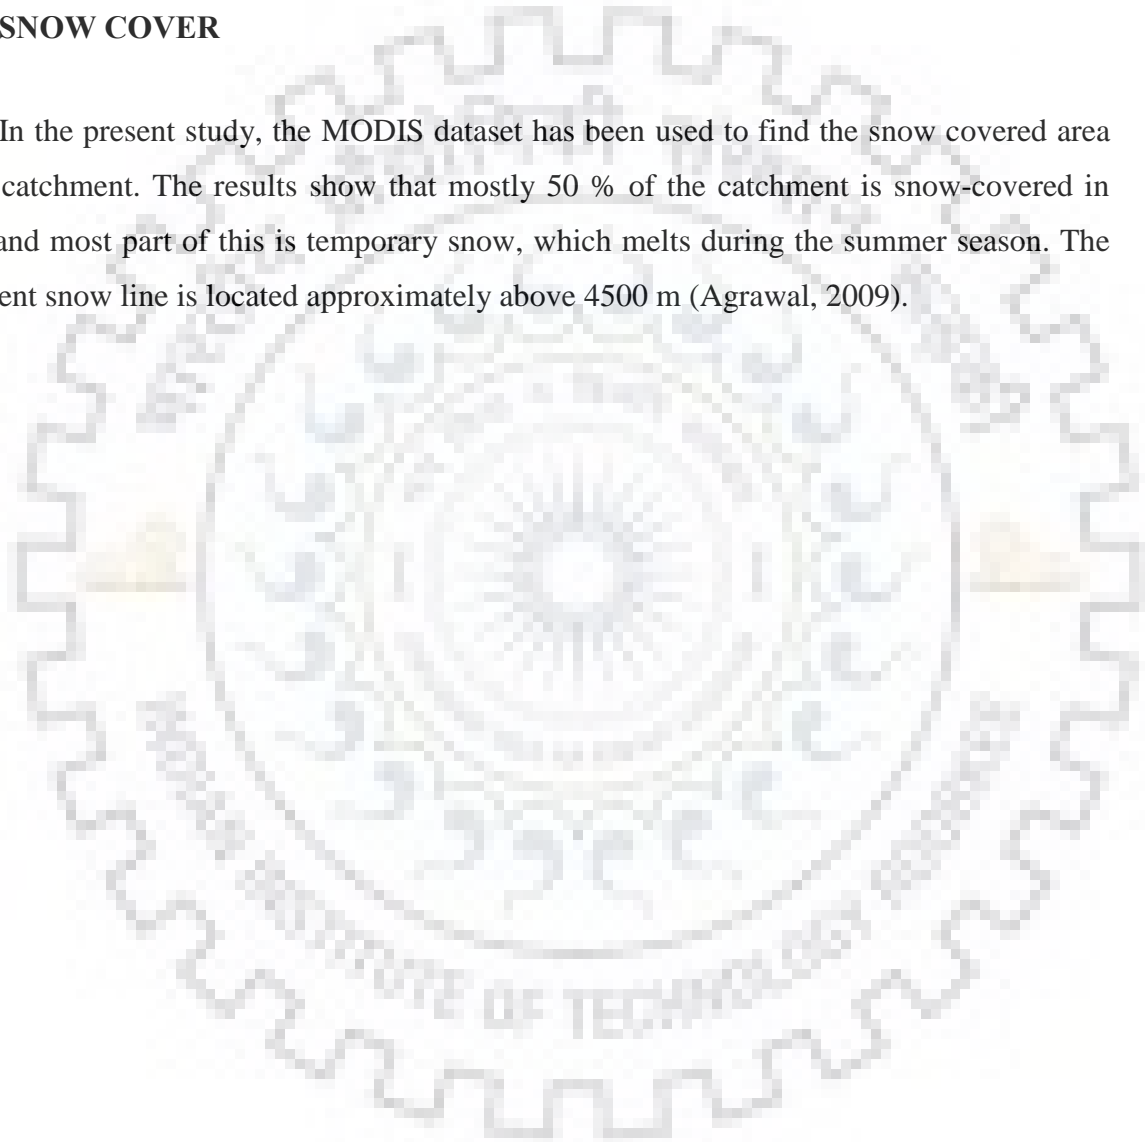 SNOW COVER
In the present study, the MODIS dataset has been used to find the snow covered area
catchment. The results show that mostly 50 % of the catchment is snow-covered in
and most part of this is temporary snow, which melts during the summer season. The
ent snow line is located approximately above 4500 m (Agrawal, 2009).
INSTITUTE OF TECHNOLOGY